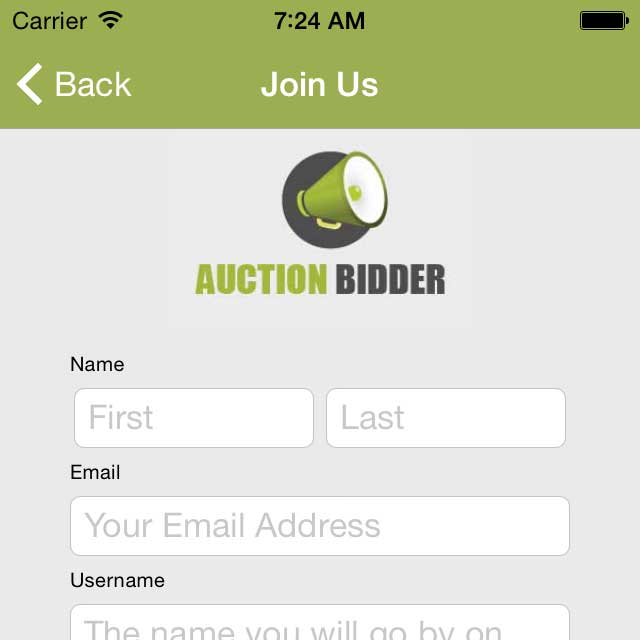 Carrier 7:24 AM
Back Join Us
AUCTION BIDDER
Name
First Last
Email
Your Email Address
Username
The name you will go by on